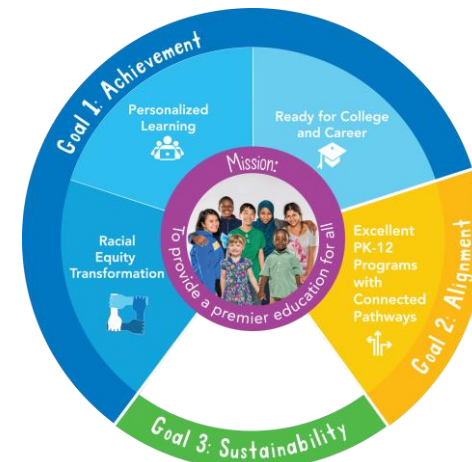 Goal 1: Achievement
Personalized
Learning
Ready for College
and Career
Mission:
To provide a premier education for all
Racial
Equity
Transformation
Excellent
PK-12
Programs
with
Connected
Pathways
Goal 2: Alignment
Goal 3: Sustainability